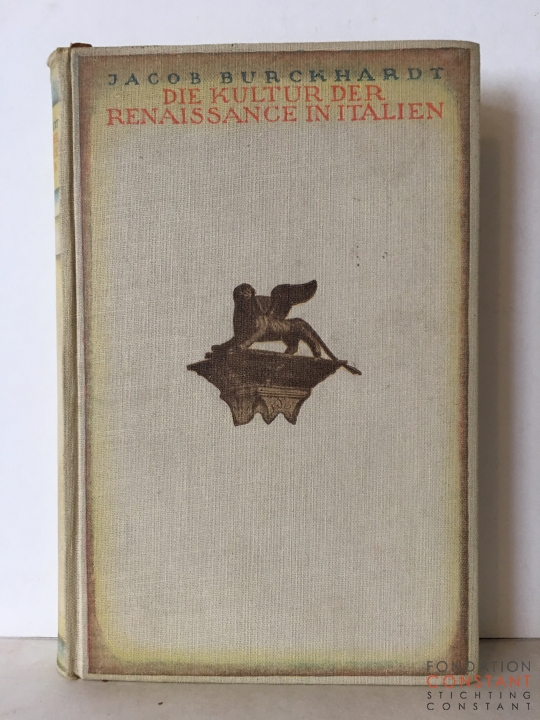 JACOB BURCKHARDT
DIE KULTUR DER
RENAISSANCE IN ITALIEN
FONDATION
CONSTANT
STICHTING
CONSTANT